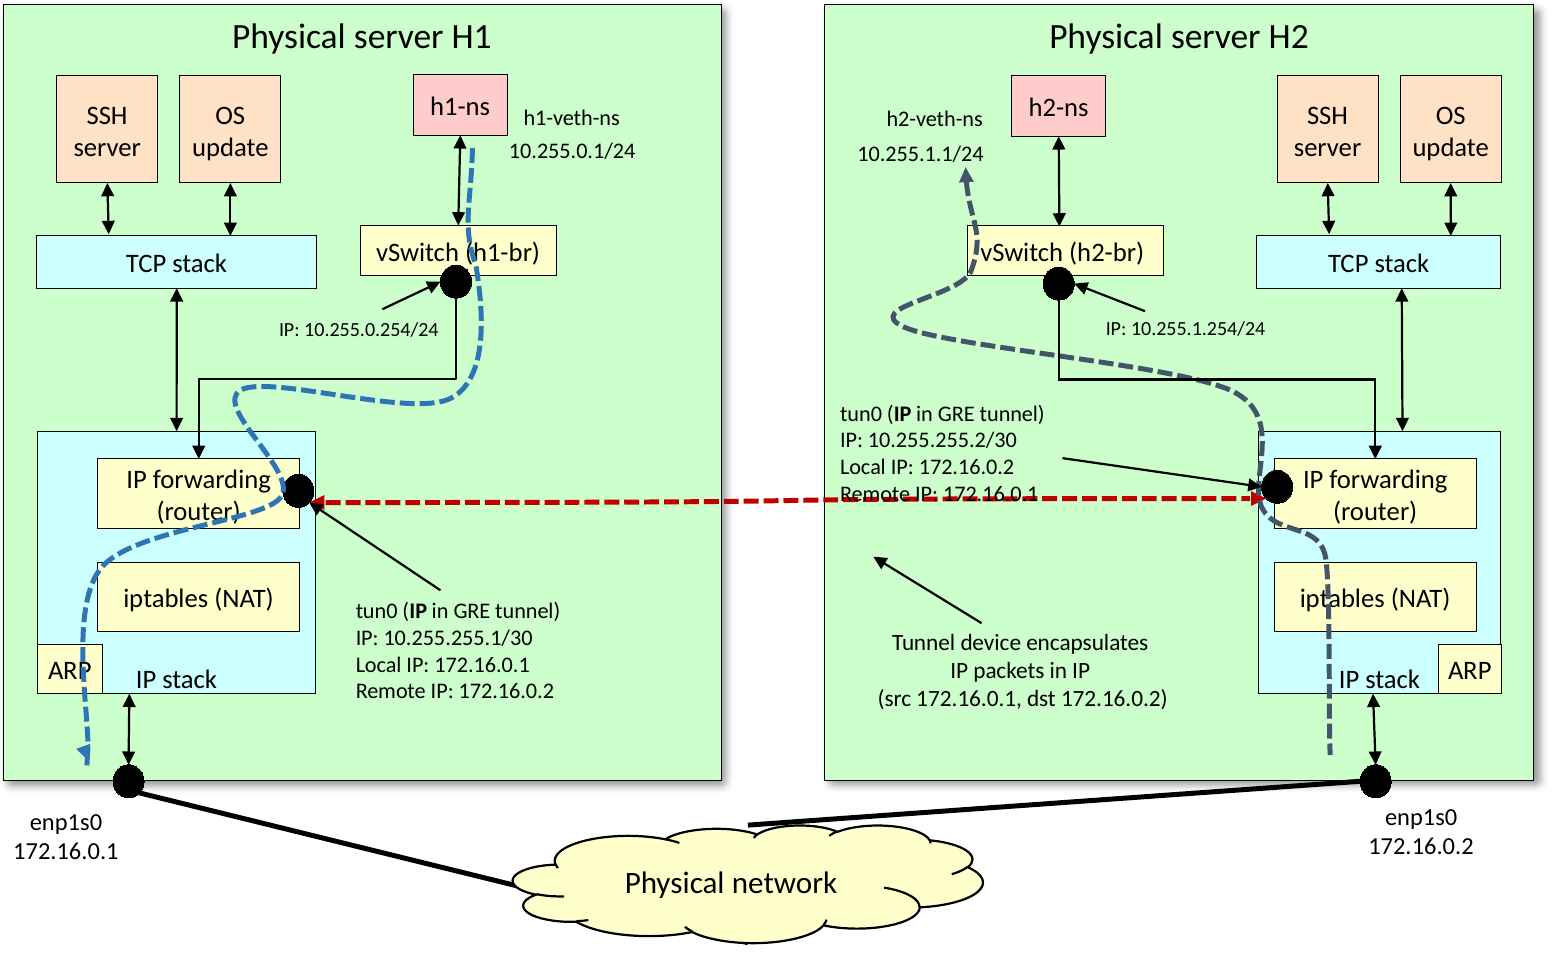 Physical server H1
SSH
server
OS
update
h1-ns
h1-veth-ns
10.255.0.1/24
TCP stack
vSwitch (h1-br)
IP: 10.255.0.254/24
IP forwarding
(router)
iptables (NAT)
ARP
IP stack
tun0 (IP in GRE tunnel)
IP: 10.255.255.1/30
Local IP: 172.16.0.1
Remote IP: 172.16.0.2
enp1s0
172.16.0.1
Physical server H2
h2-veth-ns
10.255.1.1/24
h2-ns
SSH
server
OS
update
vSwitch (h2-br)
TCP stack
IP: 10.255.1.254/24
tun0 (IP in GRE tunnel)
IP: 10.255.255.2/30
Local IP: 172.16.0.2
Remote IP: 172.16.0.1
IP forwarding
(router)
iptables (NAT)
Tunnel device encapsulates
IP packets in IP
(src 172.16.0.1, dst 172.16.0.2)
IP stack
ARP
enp1s0
172.16.0.2
Physical network